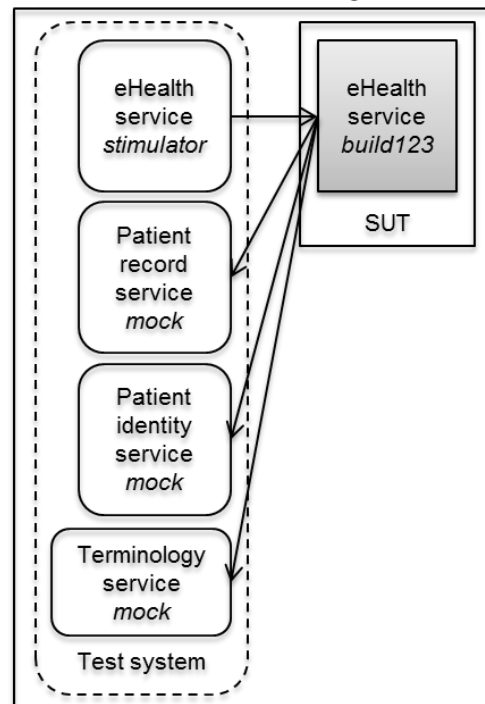 eHealth
service
stimulator
eHealth
service
build123
SUT
Patient
record
service
mock
Patient
identity
service
mock
Terminology
service
mock
Test system